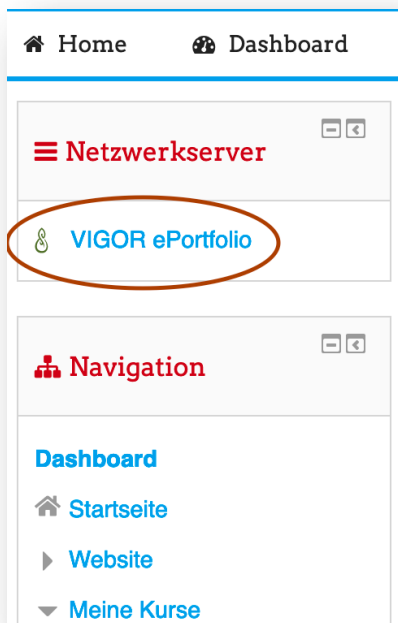 Home Dashboard
Netzwerkserver
VIGOR ePortfolio
Navigation
Dashboard
Startseite
Website
Meine Kurse